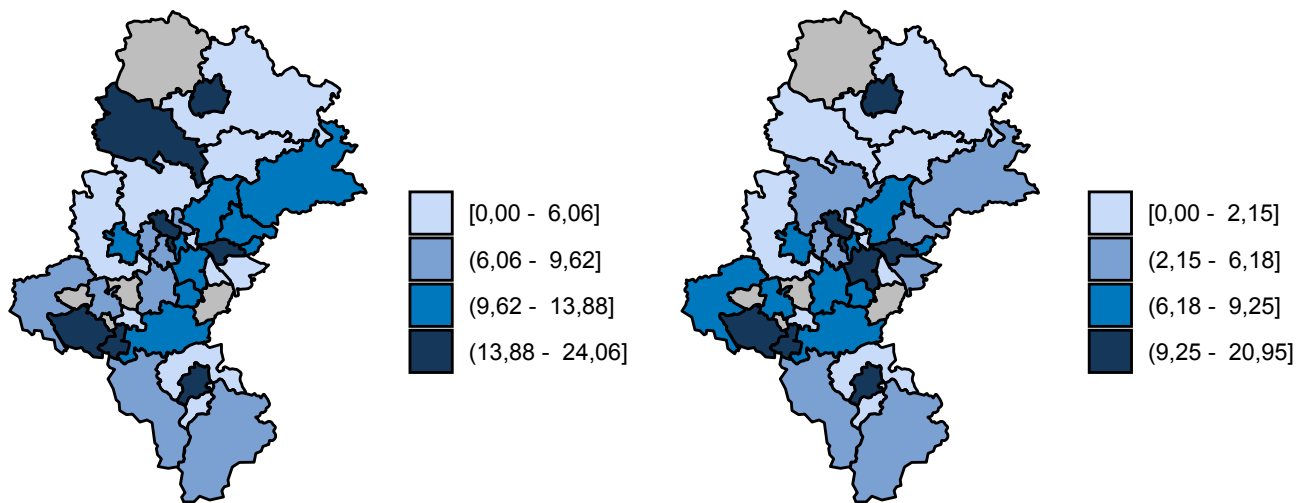 [0,00 - 6,06]
(6,06 - 9,62]
(9,62 - 13,88]
(13,88 - 24,06]
[0,00 - 2,15]
(2,15 - 6,18]
(6,18 - 9,25]
(9,25 - 20,95]